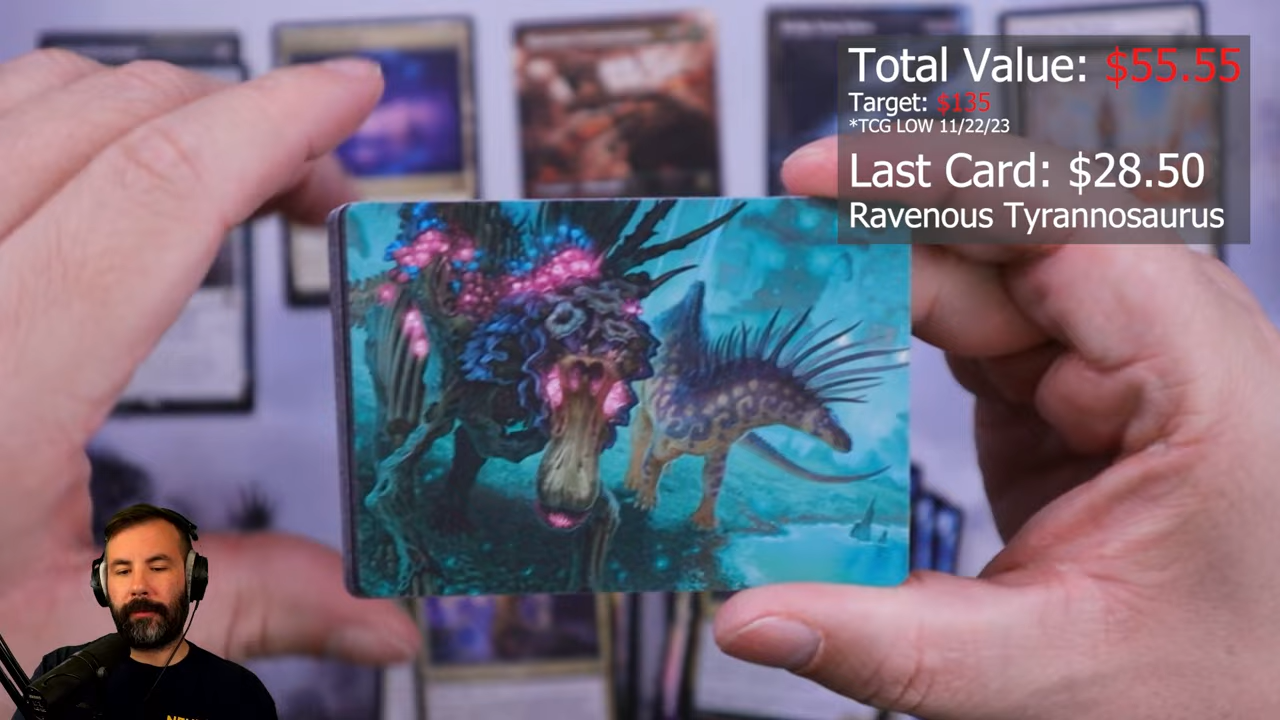 Total Value: $55.55
Target: $135
*TCG LOW 11/22/23
Last Card: $28.50
Ravenous Tyrannosaurus